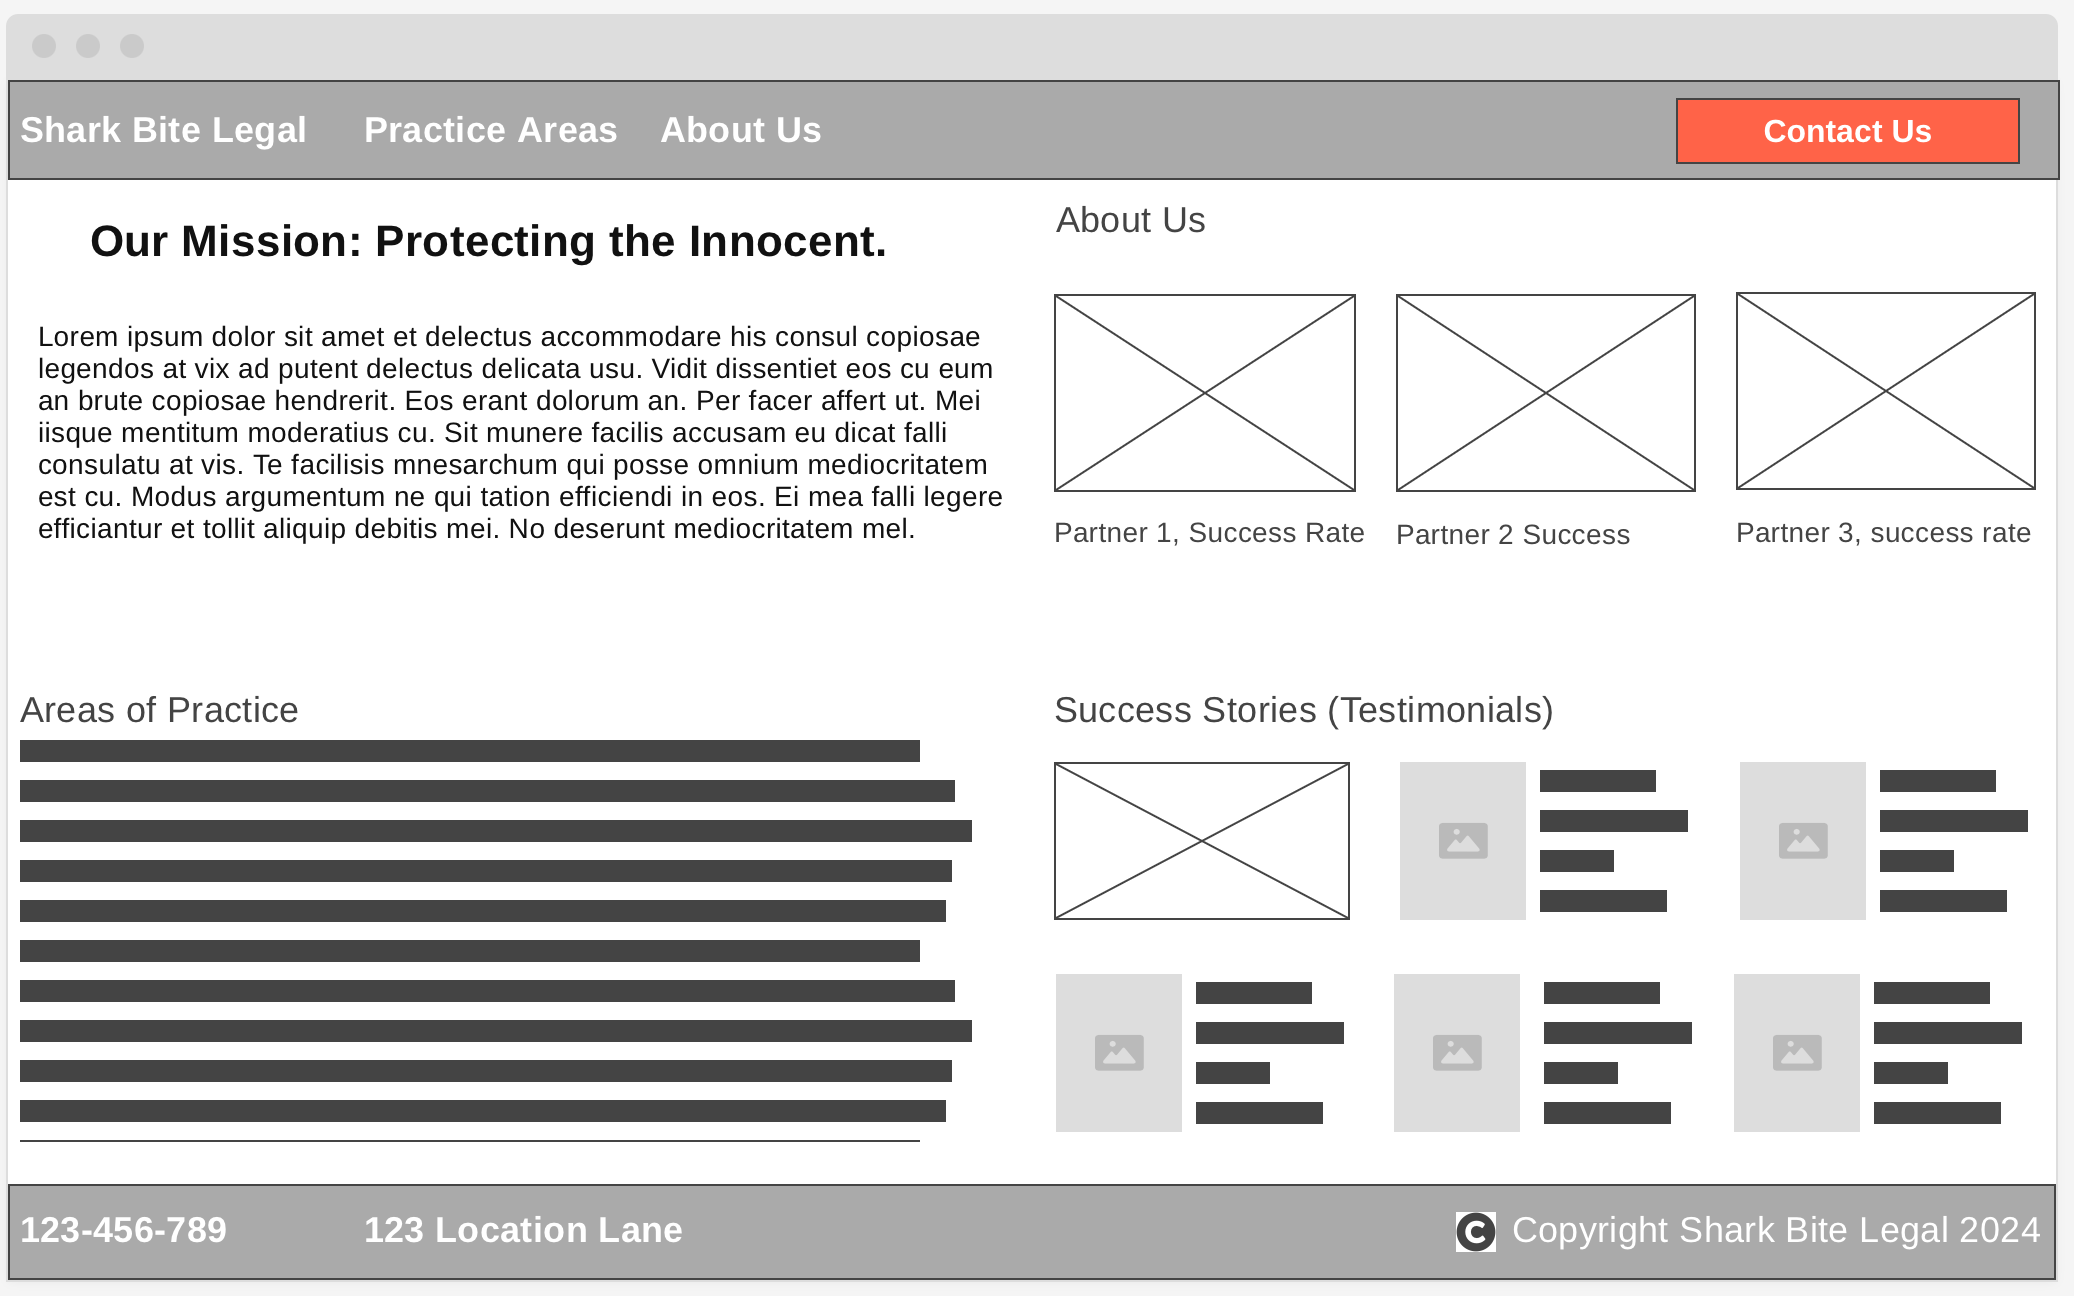 Shark Bite Legal Practice Areas About Us Contact Us
Our Mission: Protecting the Innocent.
Lorem ipsum dolor sit amet et delectus accommodare his consul copiosae
legendos at vix ad putent delectus delicata usu. Vidit dissentiet eos cu eum
an brute copiosae hendrerit. Eos erant dolorum an. Per facer affert ut. Mei
iisque mentitum moderatius cu. Sit munere facilis accusam eu dicat falli
consulatu at vis. Te facilisis mnesarchum qui posse omnium mediocritatem
est cu. Modus argumentum ne qui tation efficiendi in eos. Ei mea falli legere
efficiantur et tollit aliquip debitis mei. No deserunt mediocritatem mel.
About Us
Partner 1, Success Rate
Partner 2 Success
Partner 3, success rate
Areas of Practice
Success Stories (Testimonials)
123-456-789 123 Location Lane © Copyright Shark Bite Legal 2024